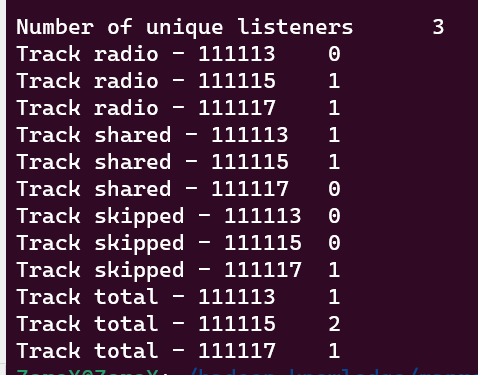 Number of unique listeners 3
Track radio - 111113 0
Track radio - 111115 1
Track radio - 111117 1
Track shared - 111113 1
Track shared - 111115 1
Track shared - 111117 0
Track skipped - 111113 0
Track skipped - 111115 0
Track skipped - 111117 1
Track total - 111113 1
Track total - 111115 2
Track total - 111117 1